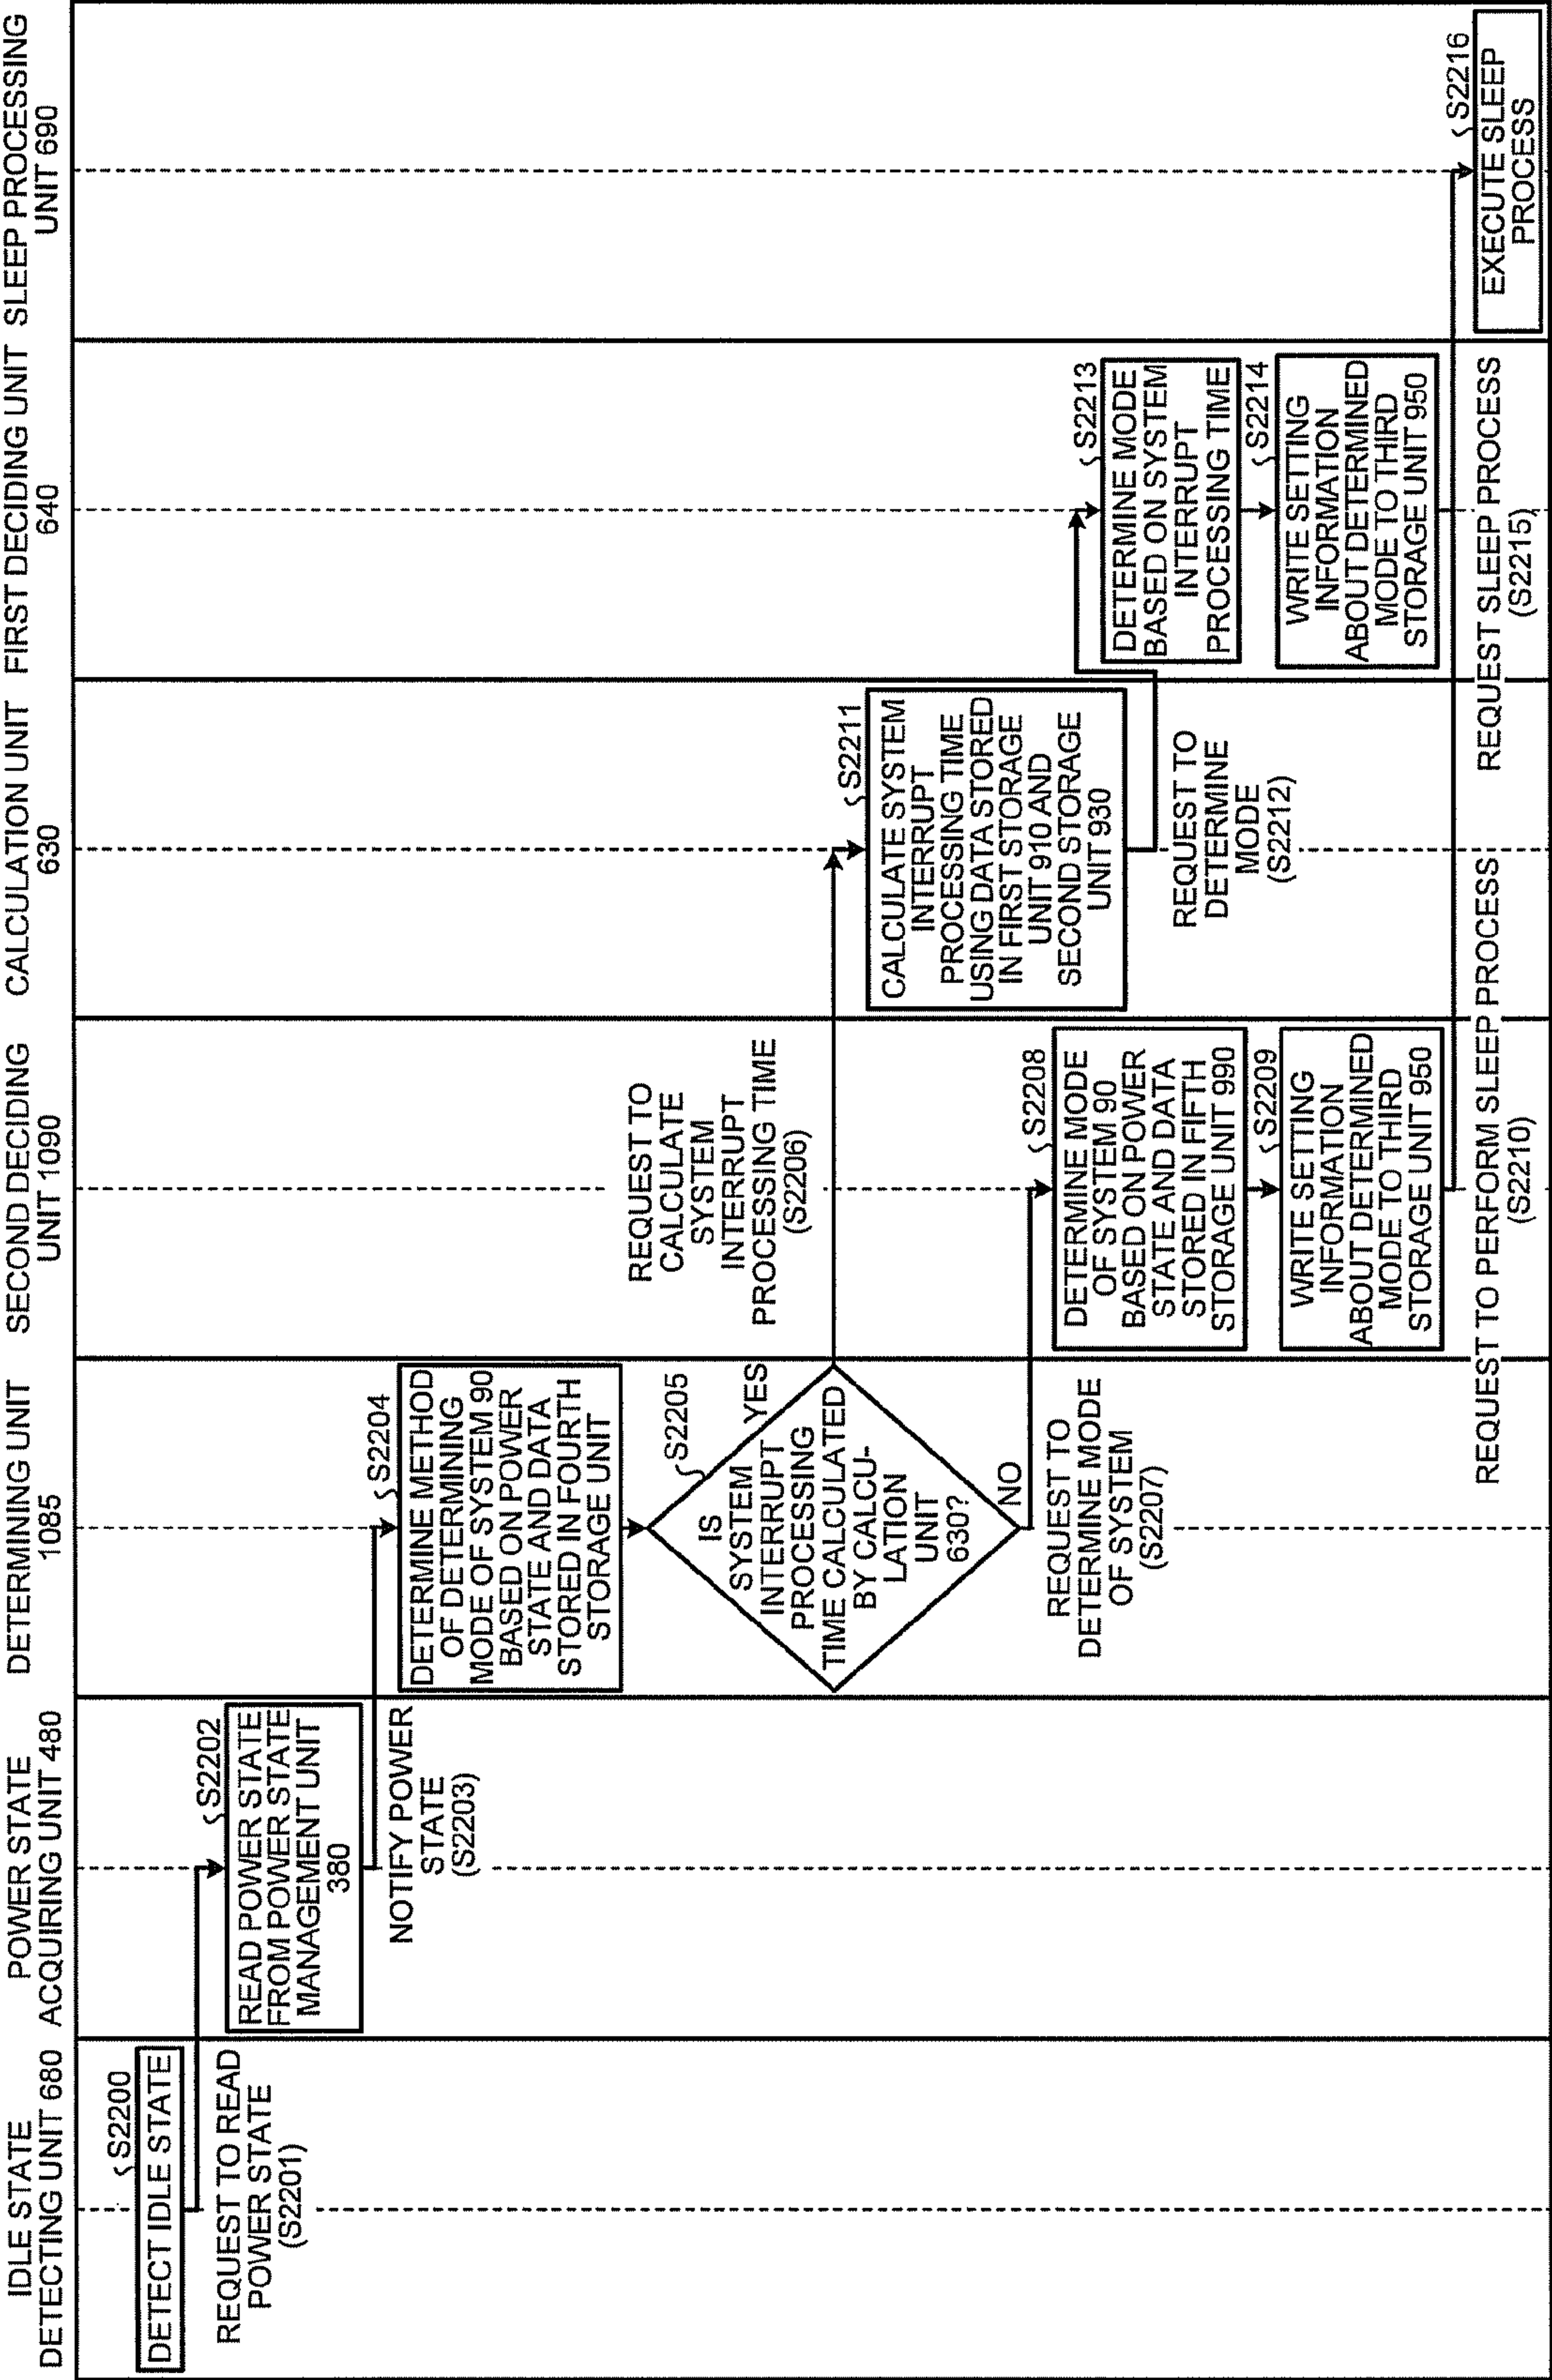 IDLE STATE
DETECTING UNIT 680
POWER STATE
ACQUIRING UNIT 480
DETERMINING UNIT
1085
SECOND DECIDING
UNIT 1090
CALCULATION UNIT
630
FIRST DECIDING UNIT
640
SLEEP PROCESSING
UNIT 690
S2200
DETECT IDLE STATE
REQUEST TO READ
POWER STATE
(S2201)
S2202
READ POWER STATE
FROM POWER STATE
MANAGEMENT UNIT
380
NOTIFY POWER
STATE
(S2203)
S2204
DETERMINE METHOD
OF DETERMINING
MODE OF SYSTEM 90
BASED ON POWER
STATE AND DATA
STORED IN FOURTH
STORAGE UNIT
S2205
IS
SYSTEM
INTERRUPT
PROCESSING
TIME CALCULATED
BY CALCU-
LATION
UNIT
630?
YES
NO
REQUEST TO
CALCULATE
SYSTEM
INTERRUPT
PROCESSING TIME
(S2206)
REQUEST TO
DETERMINE MODE
OF SYSTEM
(S2207)
S2208
DETERMINE MODE
OF SYSTEM 90
BASED ON POWER
STATE AND DATA
STORED IN FIFTH
STORAGE UNIT 990
S2209
WRITE SETTING
INFORMATION
ABOUT DETERMINED
MODE TO THIRD
STORAGE UNIT 950
REQUEST TO PERFORM SLEEP PROCESS
(S2210)
S2211
CALCULATE SYSTEM
INTERRUPT
PROCESSING TIME
USING DATA STORED
IN FIRST STORAGE
UNIT 910 AND
SECOND STORAGE
UNIT 930
REQUEST TO
DETERMINE
MODE
(S2212)
S2213
DETERMINE MODE
BASED ON SYSTEM
INTERRUPT
PROCESSING TIME
S2214
WRITE SETTING
INFORMATION
ABOUT DETERMINED
MODE TO THIRD
STORAGE UNIT 950
REQUEST SLEEP PROCESS
(S2215)
S2216
EXECUTE SLEEP
PROCESS